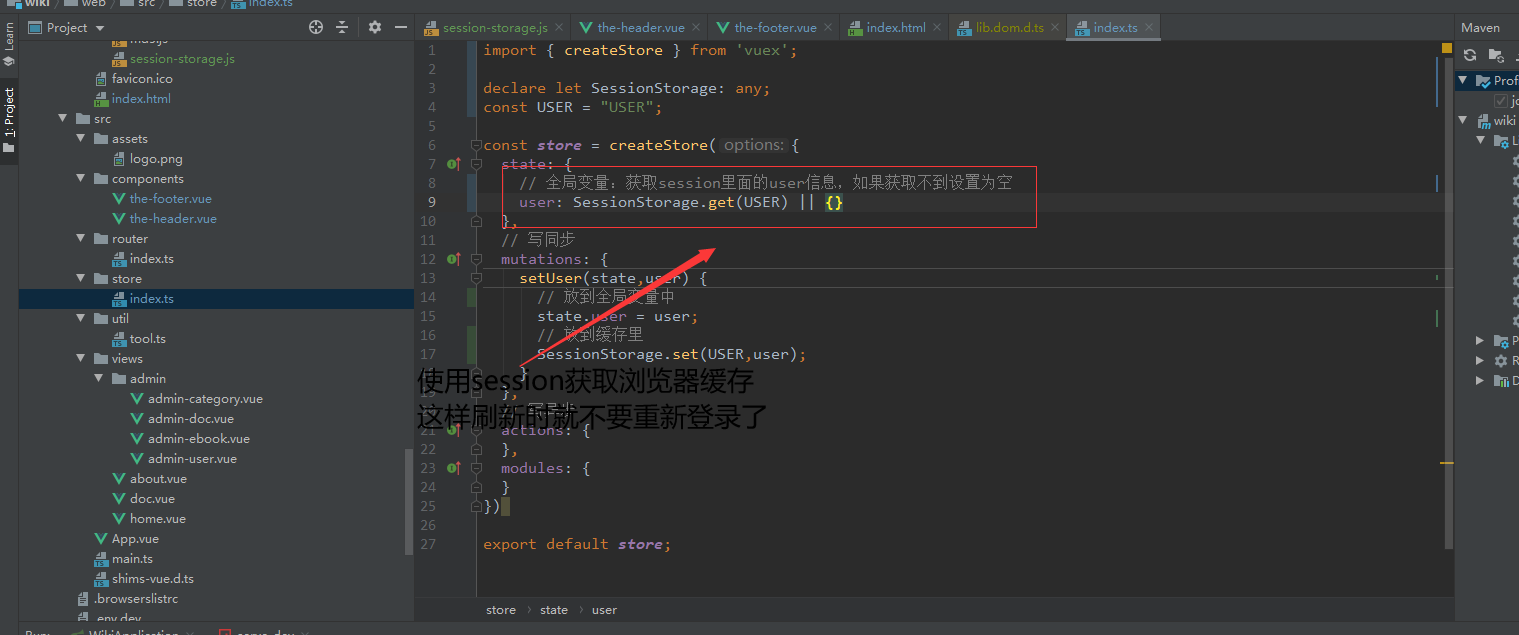 wiki web src store index.ts
Project
session-storage.js
the-header.vue
the-footer.vue
index.html
lib.dom.d.ts
index.ts
Maven
Learn
1: Project
session-storage.js
favicon.ico
index.html
src
assets
logo.png
components
the-footer.vue
the-header.vue
router
index.ts
store
index.ts
util
tool.ts
views
admin
admin-category.vue
admin-doc.vue
admin-ebook.vue
admin-user.vue
about.vue
doc.vue
home.vue
App.vue
main.ts
shims-vue.d.ts
.browserslistrc
.env.dev
1 import { createStore } from 'vuex';
2
3 declare let SessionStorage: any;
4 const USER = "USER";
5
6 const store = createStore( options: {
7 state: {
8 // 全局变量：获取session里面的user信息，如果获取不到设置为空
9 user: SessionStorage.get(USER) || {}
10 },
11 // 写同步
12 mutations: {
13 setUser(state,user) {
14 // 放到全局变量中
15 state.user = user;
16 // 放到缓存里
17 SessionStorage.set(USER,user);
}
使用session获取浏览器缓存
},
这样刷新时就不要重新登录了
21 actions: {
22 },
23 modules: {
24 }
25 })
26
27 export default store;
store
state
user
wiki
Run:
WikiApplication